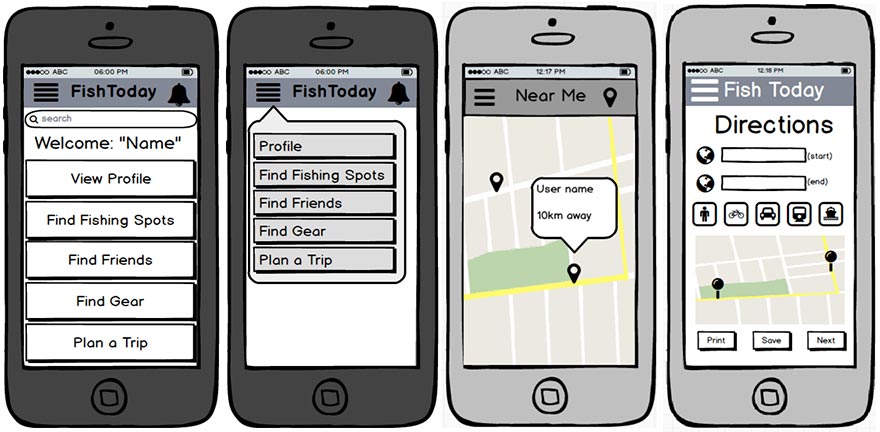 ABC 06:00 PM
FishToday
search
Welcome: "Name"
View Profile
Find Fishing Spots
Find Friends
Find Gear
Plan a Trip
ABC 06:00 PM
FishToday
Profile
Find Fishing Spots
Find Friends
Find Gear
Plan a Trip
ABC 12:17 PM
Near Me
User name
10km away
ABC 12:18 PM
Fish Today
Directions
(start)
(end)
Print Save Next